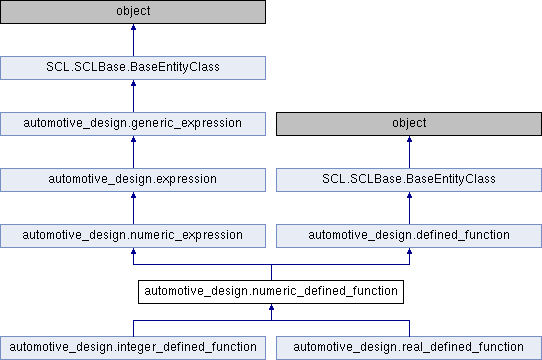 object
SCL.SCLBase.BaseEntityClass
automotive_design.generic_expression
object
automotive_design.expression
SCL.SCLBase.BaseEntityClass
automotive_design.numeric_expression
automotive_design.defined_function
automotive_design.numeric_defined_function
automotive_design.integer_defined_function
automotive_design.real_defined_function